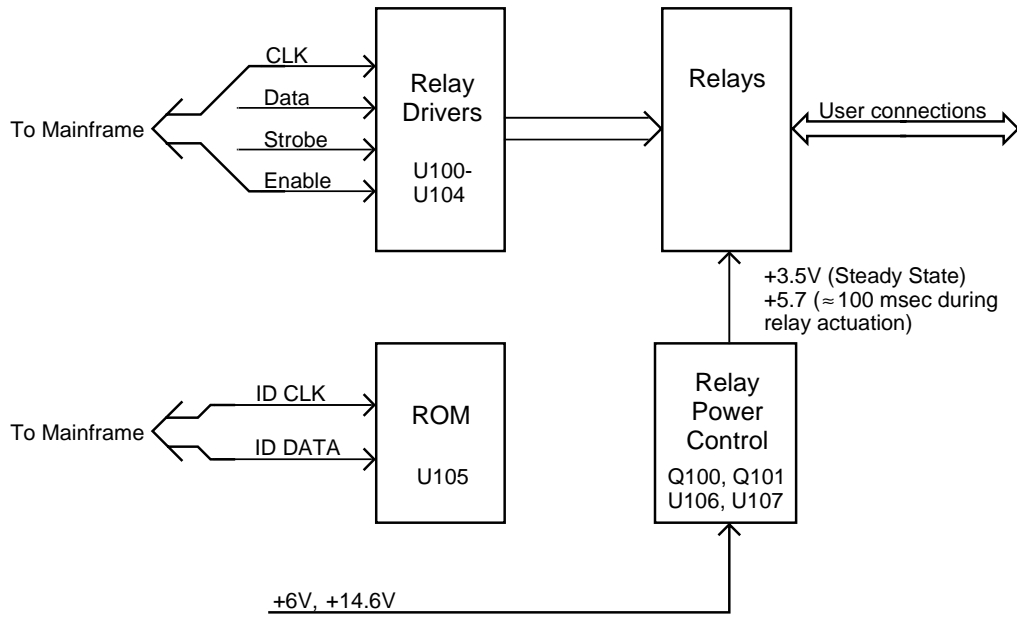 To Mainframe
CLK
Data
Strobe
Enable
Relay
Drivers
U100-
U104
Relays
User connections
+3.5V (Steady State)
+5.7 (≈100 msec during
relay actuation)
To Mainframe
ID CLK
ID DATA
ROM
U105
Relay
Power
Control
Q100, Q101
U106, U107
+6V, +14.6V